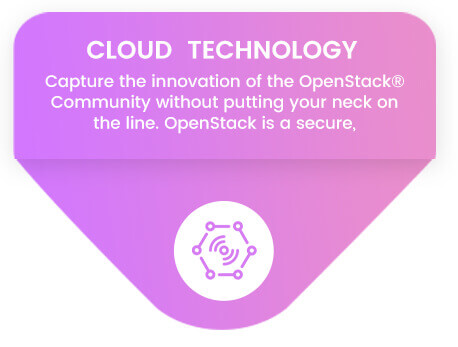 CLOUD TECHNOLOGY
Capture the innovation of the OpenStack®
Community without putting your neck on
the line. OpenStack is a secure,